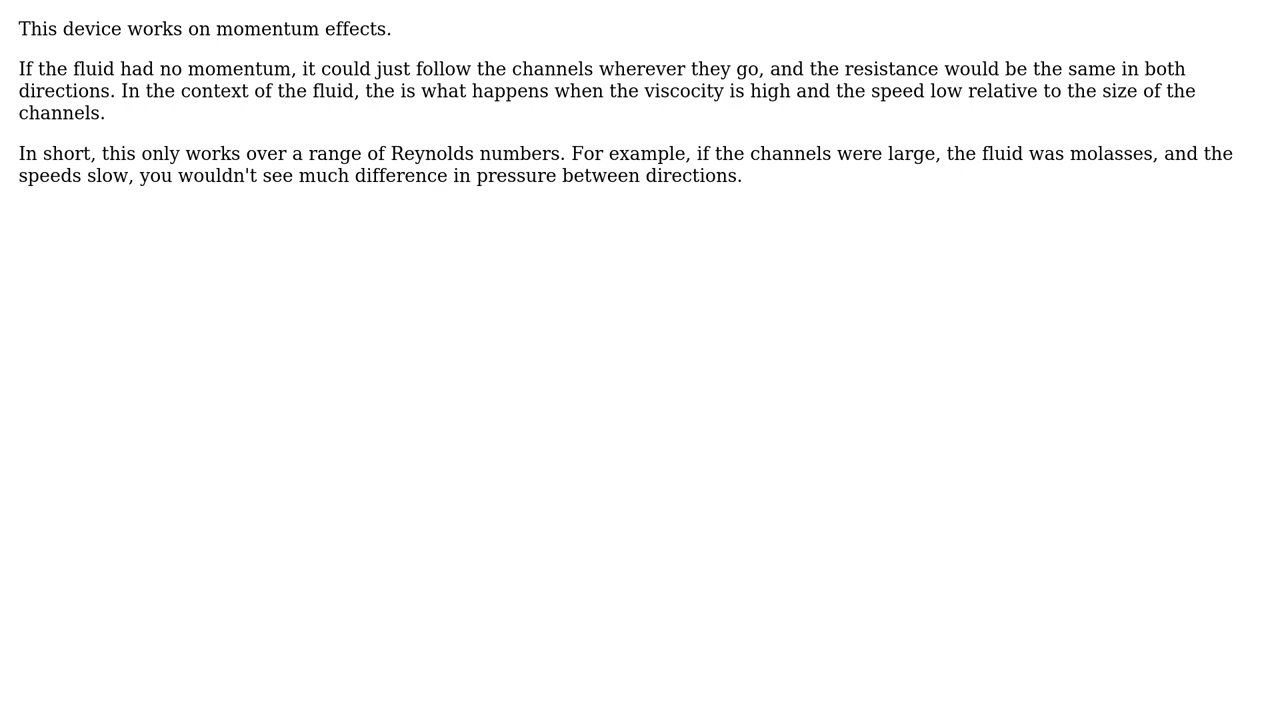 This device works on momentum effects.
If the fluid had no momentum, it could just follow the channels wherever they go, and the resistance would be the same in both
directions. In the context of the fluid, the is what happens when the viscocity is high and the speed low relative to the size of the
channels.
In short, this only works over a range of Reynolds numbers. For example, if the channels were large, the fluid was molasses, and the
speeds slow, you wouldn't see much difference in pressure between directions.